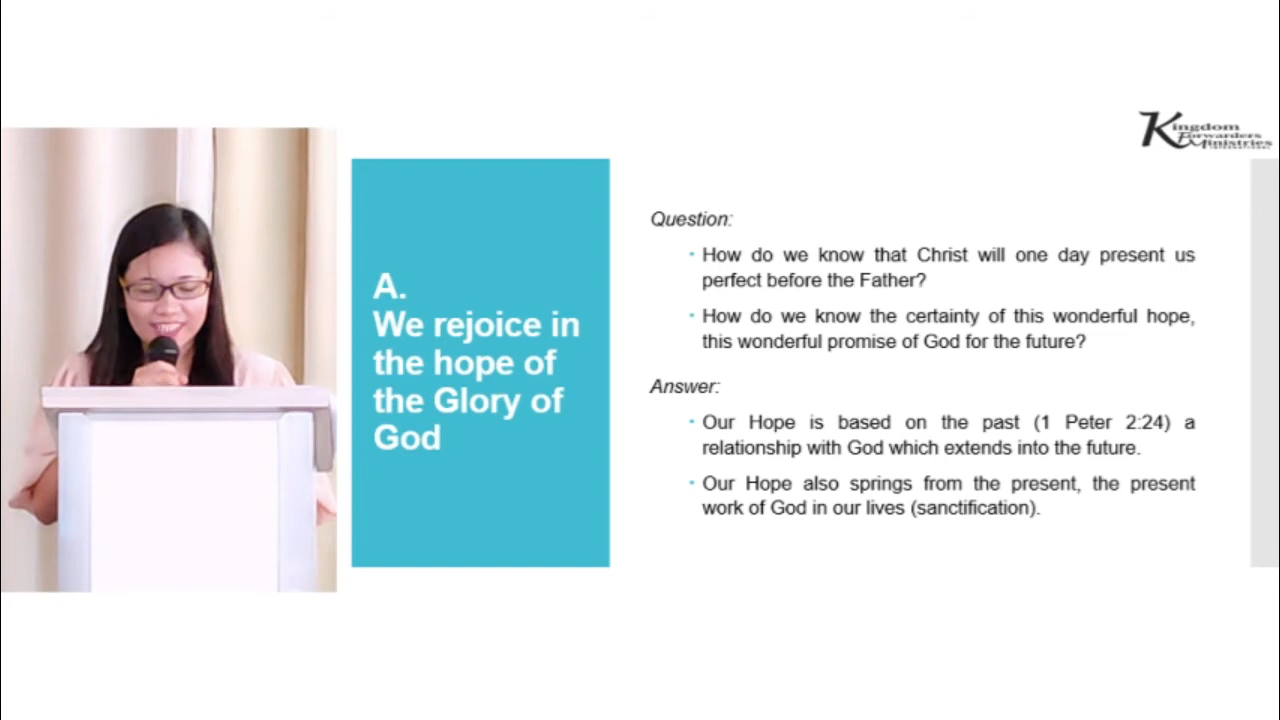 Kingdom
Forwarders
Ministries
INTERNATIONAL
A.
We rejoice in
the hope of
the Glory of
God
Question:
• How do we know that Christ will one day present us
perfect before the Father?
• How do we know the certainty of this wonderful hope,
this wonderful promise of God for the future?
Answer:
• Our Hope is based on the past (1 Peter 2:24) a
relationship with God which extends into the future.
• Our Hope also springs from the present, the present
work of God in our lives (sanctification).